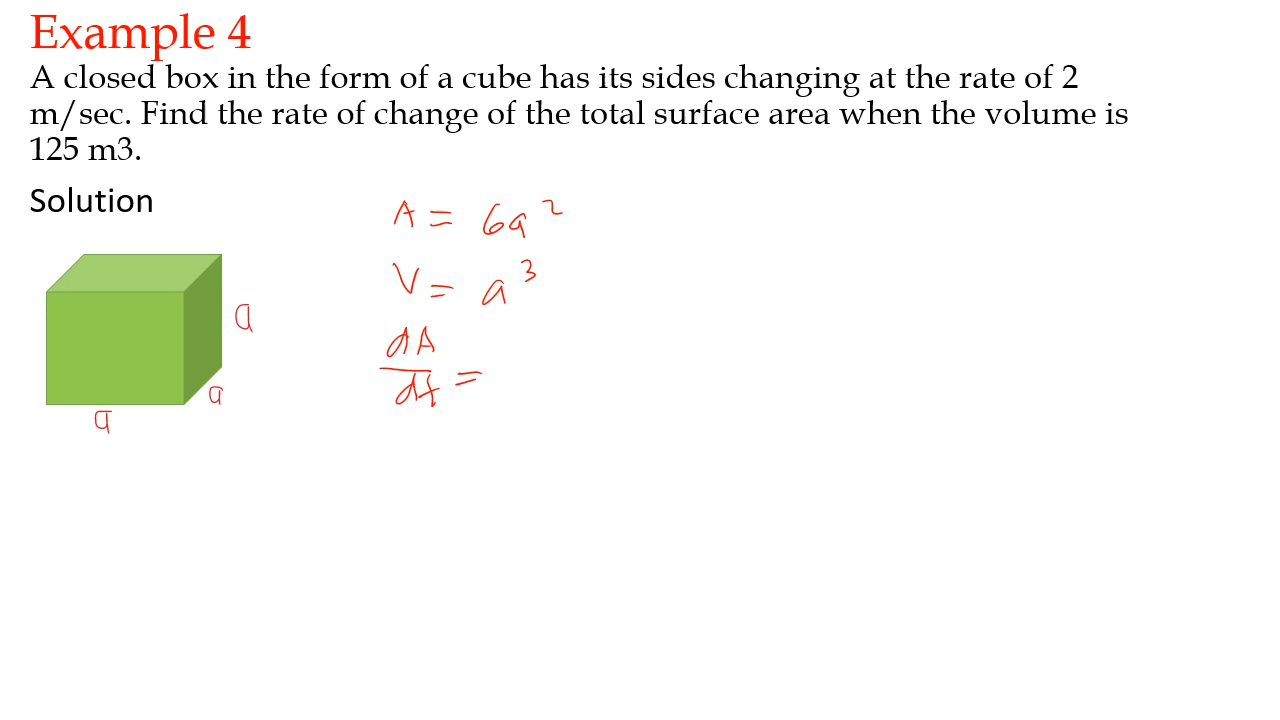 Example 4
A closed box in the form of a cube has its sides changing at the rate of 2
m/sec. Find the rate of change of the total surface area when the volume is
125 m3.
Solution
A = 6a²
V = a³
a
dA
dt =
a
a